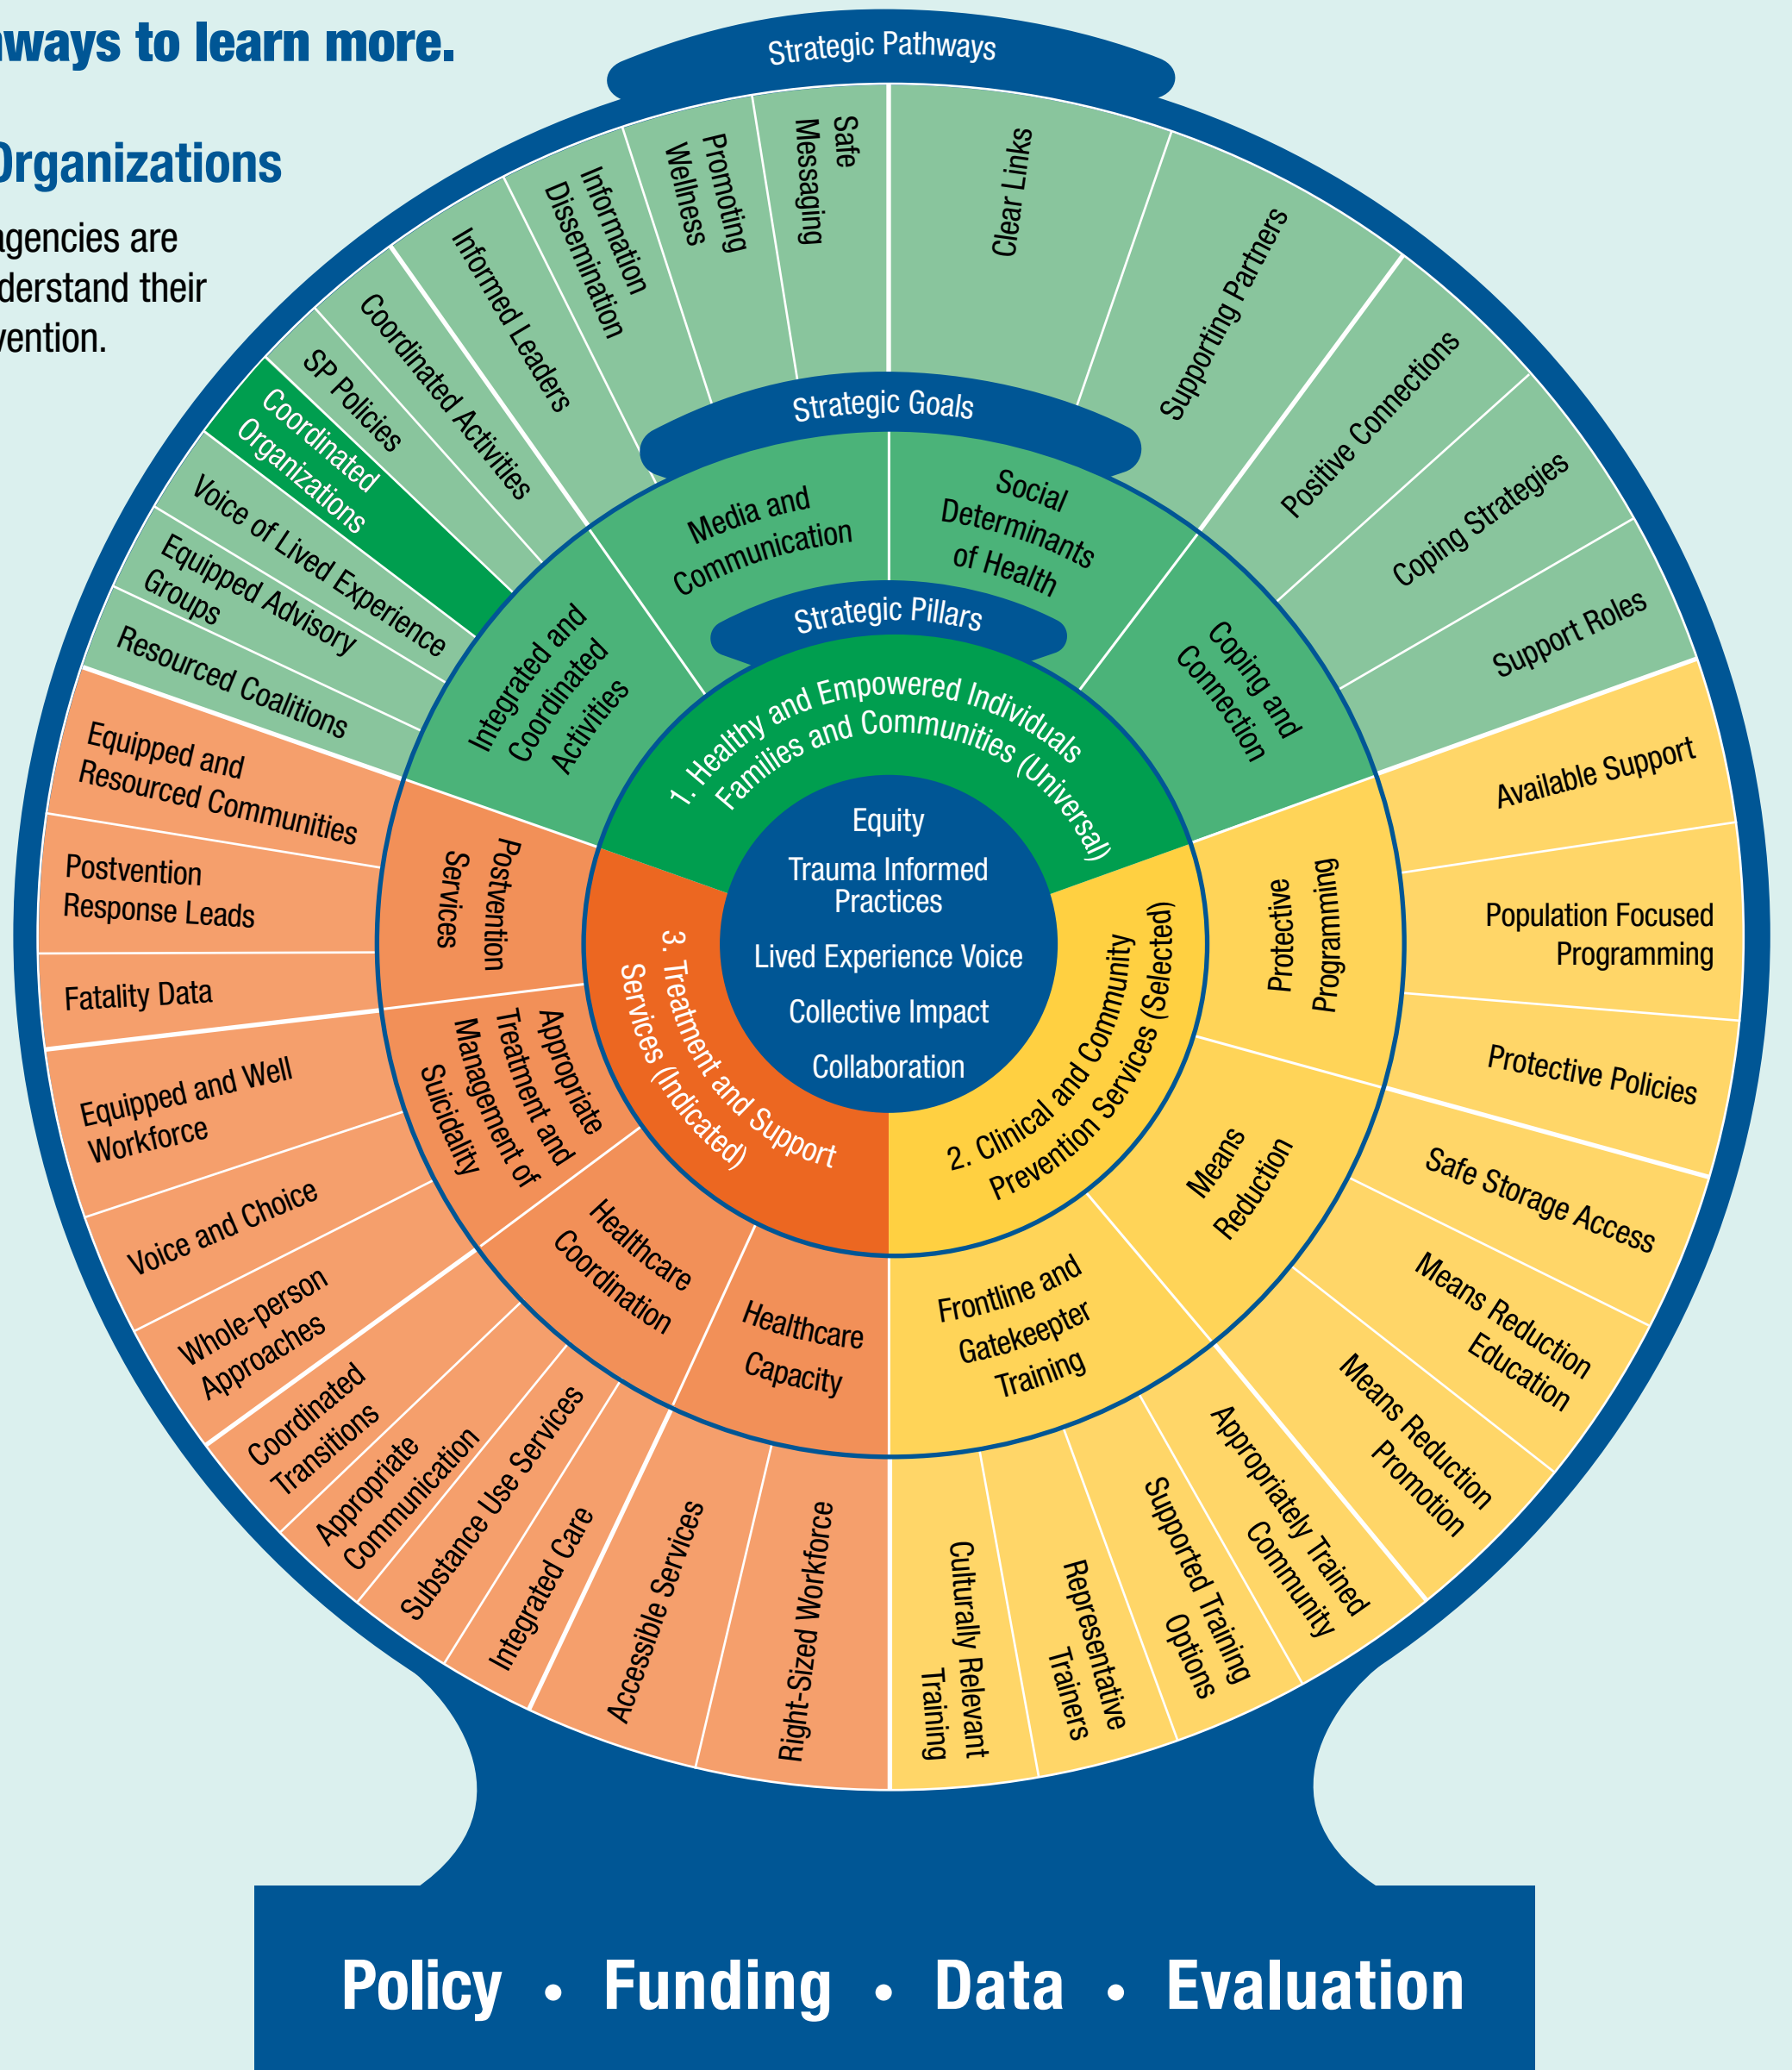 ways to learn more.
Organizations
agencies are
derstand their
vention.
Strategic Pathways
Safe
Messaging
Promoting
Wellness
Information
Dissemination
Informed Leaders
Coordinated Activities
SP Policies
Coordinated
Organizations
Voice of Lived Experience
Equipped Advisory
Groups
Resourced Coalitions
Clear Links
Supporting Partners
Positive Connections
Coping Strategies
Support Roles
Strategic Goals
Integrated and
Coordinated
Activities
Media and
Communication
Social
Determinants
of Health
Coping and
Connection
Strategic Pillars
1. Healthy and Empowered Individuals
Families and Communities (Universal)
Equity
Trauma Informed
Practices
Lived Experience Voice
Collective Impact
Collaboration
2. Clinical and Community
Prevention Services (Selected)
Protective
Programming
Means
Reduction
Frontline and
Gatekeeper
Training
Available Support
Population Focused
Programming
Protective Policies
Safe Storage Access
Means Reduction
Education
Means Reduction
Promotion
Appropriately Trained
Community
Supported Training
Options
Representative
Trainers
Culturally Relevant
Training
3. Treatment and Support
Services (Indicated)
Postvention
Services
Appropriate
Treatment and
Management of
Suicidality
Healthcare
Coordination
Healthcare
Capacity
Equipped and
Resourced Communities
Postvention
Response Leads
Fatality Data
Equipped and Well
Workforce
Voice and Choice
Whole-person
Approaches
Coordinated
Transitions
Appropriate
Communication
Substance Use Services
Integrated Care
Accessible Services
Right-Sized Workforce
Policy • Funding • Data • Evaluation